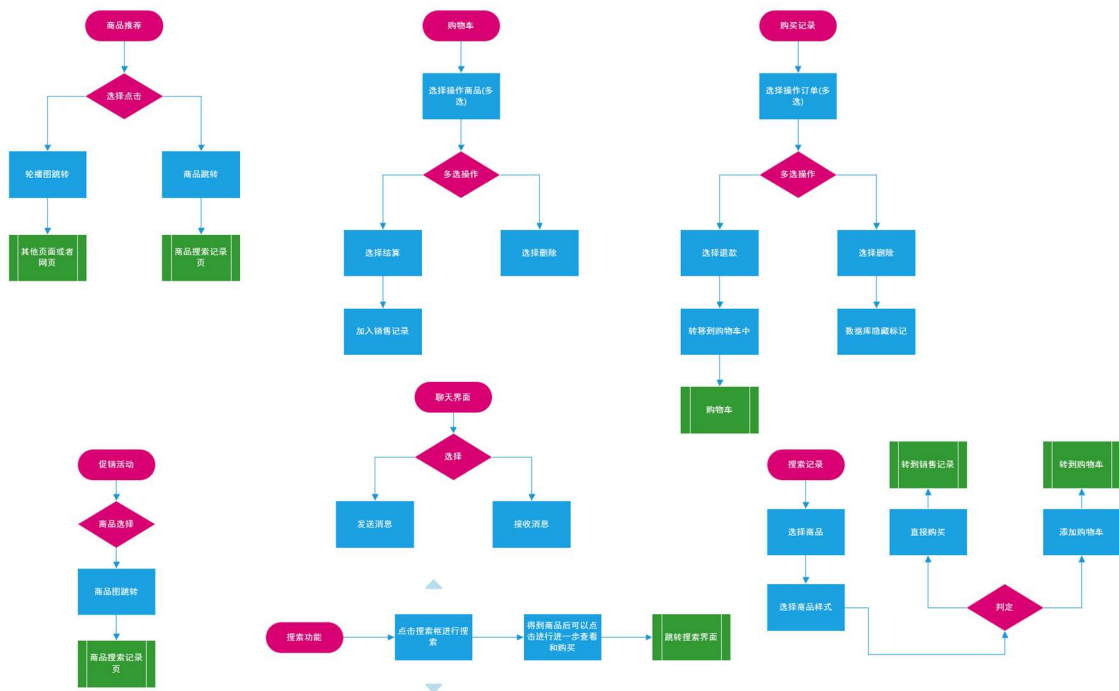 商品推荐
选择点击
轮播图跳转
商品跳转
其他页面或者
网页
商品搜索记录
页
购物车
选择操作商品(多
选)
多选操作
选择结算
选择删除
加入销售记录
购买记录
选择操作订单(多
选)
多选操作
选择退款
选择删除
转移到购物车中
数据库隐藏标记
购物车
聊天界面
选择
发送消息
接收消息
促销活动
商品选择
商品图跳转
商品搜索记录
页
搜索功能
点击搜索框进行搜
索
得到商品后可以点
击进行进一步查看
和购买
跳转搜索界面
搜索记录
选择商品
选择商品样式
判定
直接购买
添加购物车
转到销售记录
转到购物车